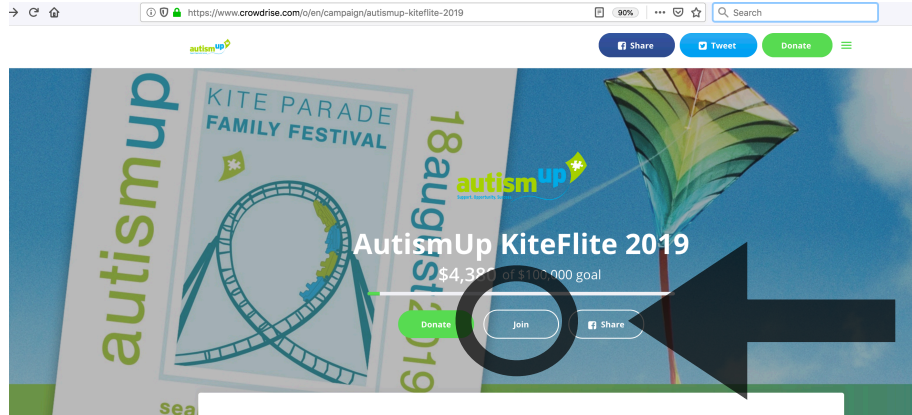 https://www.crowdrise.com/o/en/campaign/autismup-kiteflite-2019
90%
Search
autismup
Share
Tweet
Donate
autismup
KITE PARADE
FAMILY FESTIVAL
18august2019
autismup
AutismUp KiteFlite 2019
$4,380 of $100,000 goal
Donate
Join
Share
sea